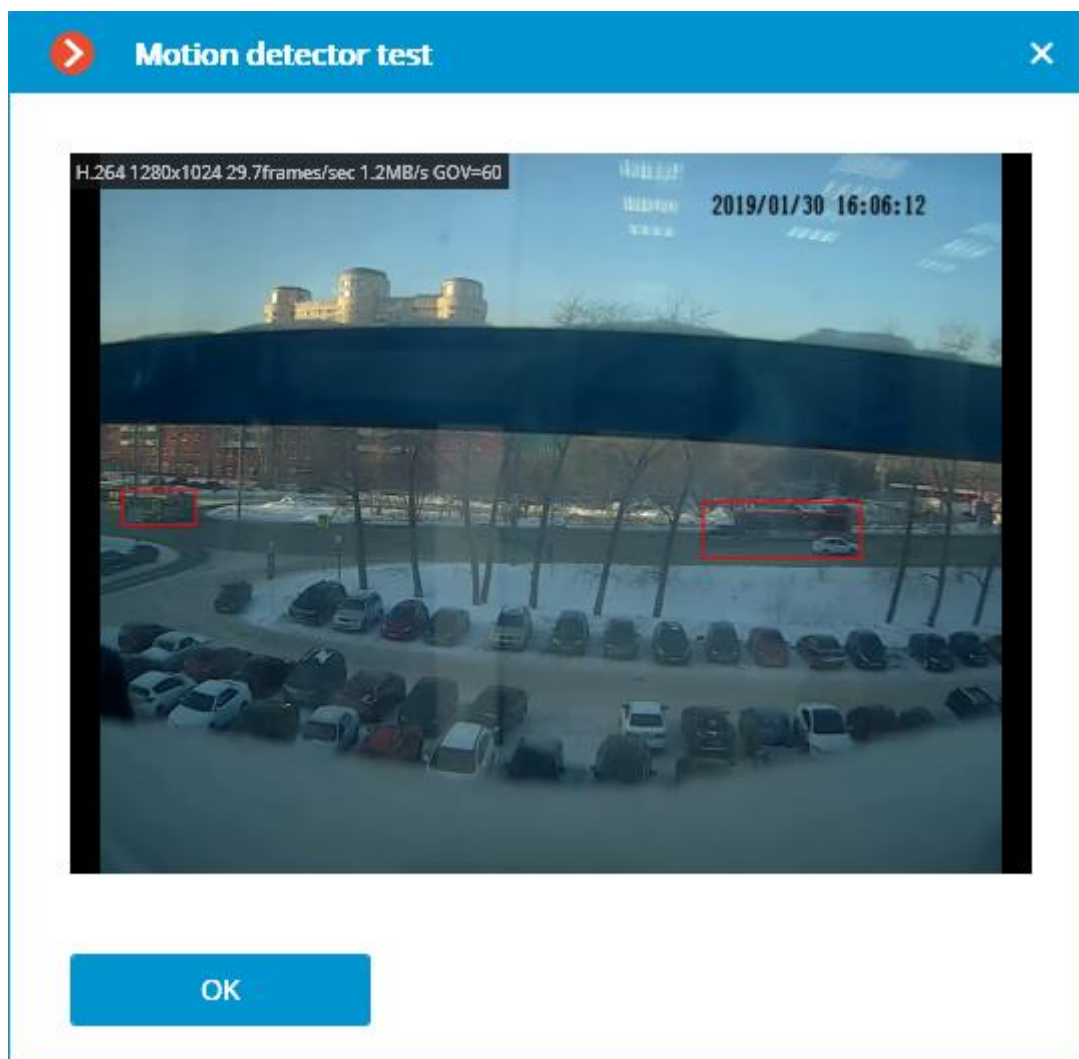 Motion detector test
H.264 1280x1024 29.7frames/sec 1.2MB/s GOV=60
2019/01/30 16:06:12
OK